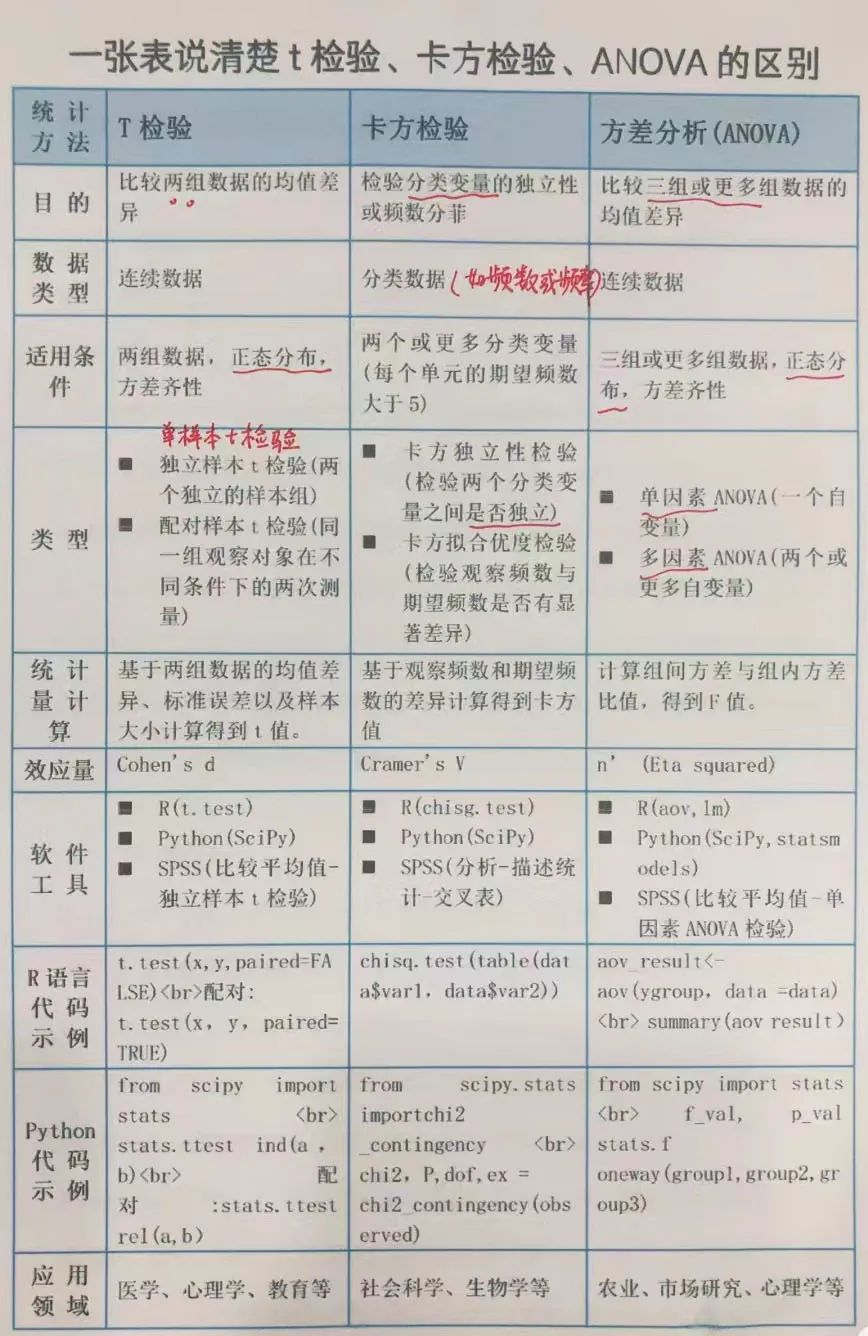 一张表说清楚 t 检验、卡方检验、ANOVA 的区别
统 计
方 法
T 检验
卡方检验
方差分析(ANOVA)
目 的
比较两组数据的均值差
异
检验分类变量的独立性
或频数分菲
比较三组或更多组数据的
均值差异
数 据
类 型
连续数据
分类数据(如频数或频率)
连续数据
适用条
件
两组数据，正态分布，
方差齐性
两个或更多分类变量
(每个单元的期望频数
大于5)
三组或更多组数据，正态分
布，方差齐性
类 型
单样本t检验
■ 独立样本 t 检验(两
个独立的样本组)
■ 配对样本 t 检验(同
一组观察对象在不
同条件下的两次测
量)
■ 卡方独立性检验
(检验两个分类变
量之间是否独立)
■ 卡方拟合优度检验
(检验观察频数与
期望频数是否有显
著差异)
■ 单因素 ANOVA(一个自
变量)
■ 多因素 ANOVA(两个或
更多自变量)
统 计
量 计
算
基于两组数据的均值差
异、标准误差以及样本
大小计算得到 t 值。
基于观察频数和期望频
数的差异计算得到卡方
值
计算组间方差与组内方差
比值，得到 F 值。
效应量
Cohen's d
Cramer's V
n' (Eta squared)
软 件
工 具
■ R(t.test)
■ Python(SciPy)
■ SPSS(比较平均值-
独立样本 t 检验)
■ R(chisg.test)
■ Python(SciPy)
■ SPSS(分析-描述统
计-交叉表)
■ R(aov,lm)
■ Python(SciPy,statsm
odels)
■ SPSS(比较平均值-单
因素 ANOVA 检验)
R 语言
代 码
示 例
t.test(x,y,paired=FA
LSE)<br>配对:
t.test(x, y, paired=
TRUE)
chisq.test(table(dat
a$var1, data$var2))
aov_result<-
aov(ygroup, data =data)
<br> summary(aov result)
Python
代 码
示 例
from scipy import
stats <br>
stats.ttest ind(a ,
b)<br> 配
对 :stats.ttest
rel(a,b)
from scipy.stats
importchi2
_contingency <br>
chi2, P,dof,ex =
chi2_contingency(obs
erved)
from scipy import stats
<br> f_val, p_val
stats.f
oneway(group1,group2,gr
oup3)
应 用
领 域
医学、心理学、教育等
社会科学、生物学等
农业、市场研究、心理学等